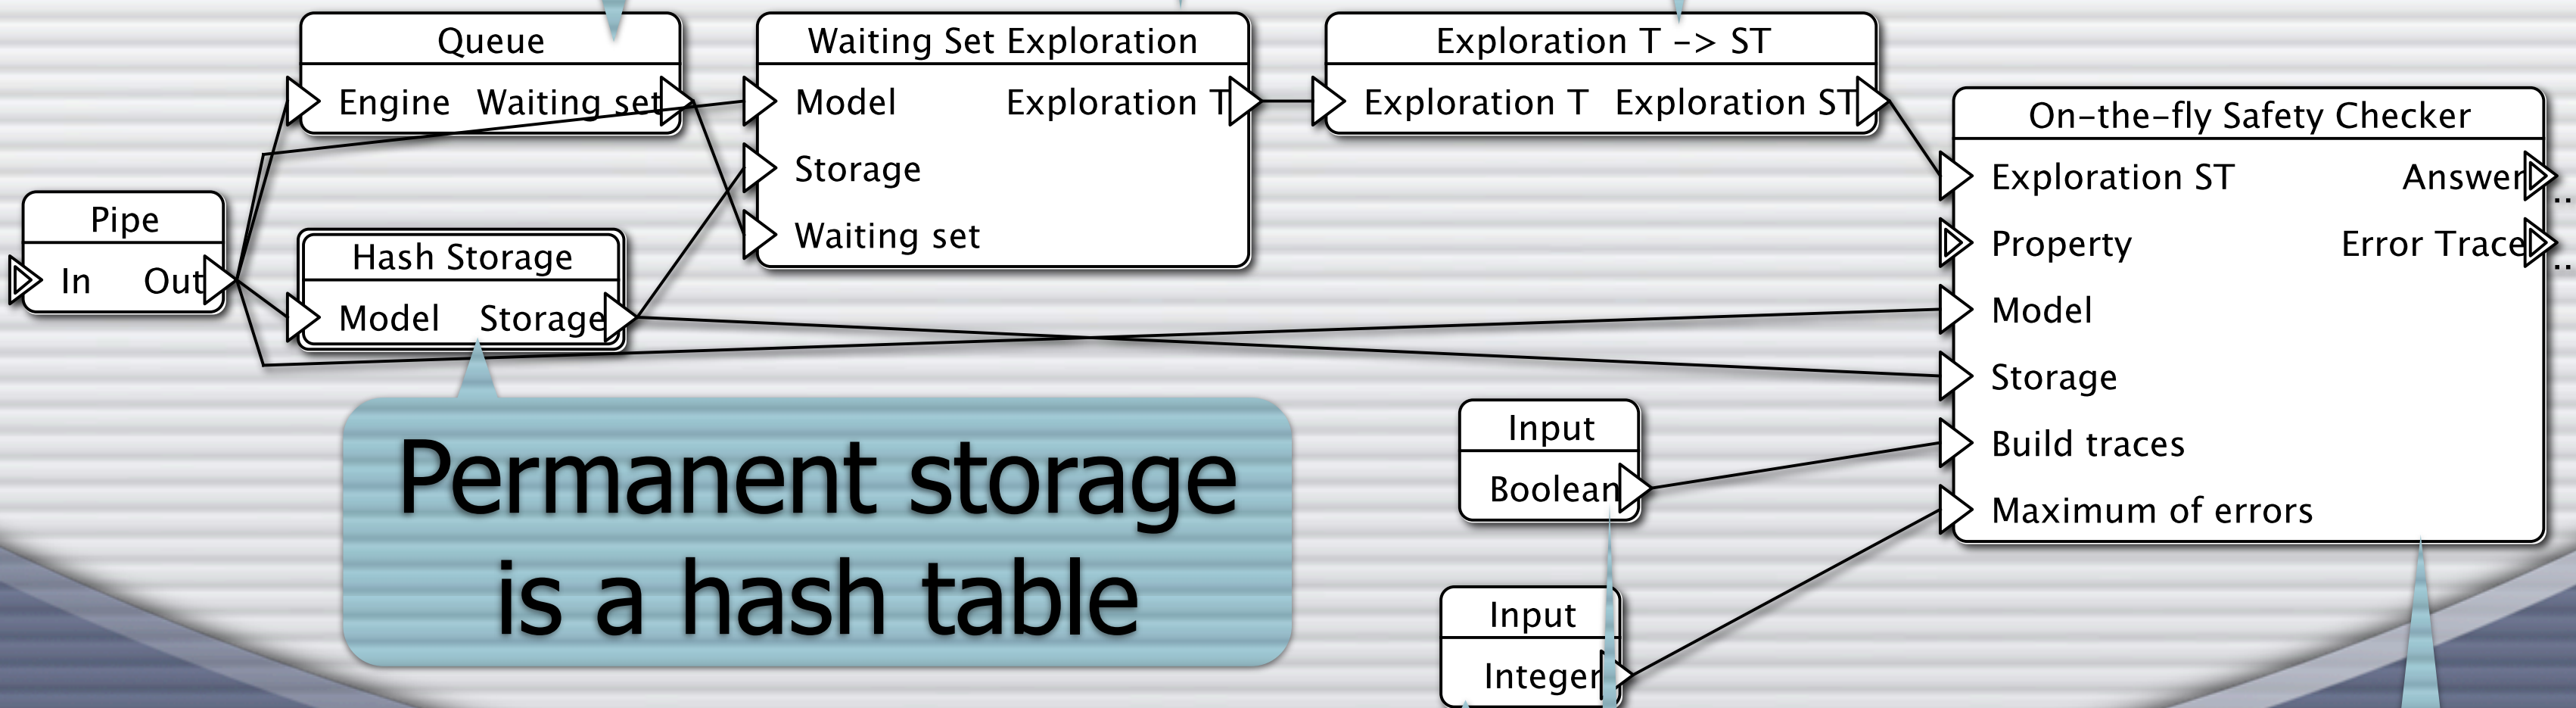 Queue
Engine Waiting set
Waiting Set Exploration
Model Exploration T
Storage
Waiting set
Exploration T -> ST
Exploration T Exploration ST
On-the-fly Safety Checker
Exploration ST Answer
..
Property Error Trace
..
Model
Storage
Build traces
Maximum of errors
Pipe
In Out
Hash Storage
Model Storage
Permanent storage
is a hash table
Input
Boolean
Input
Integer